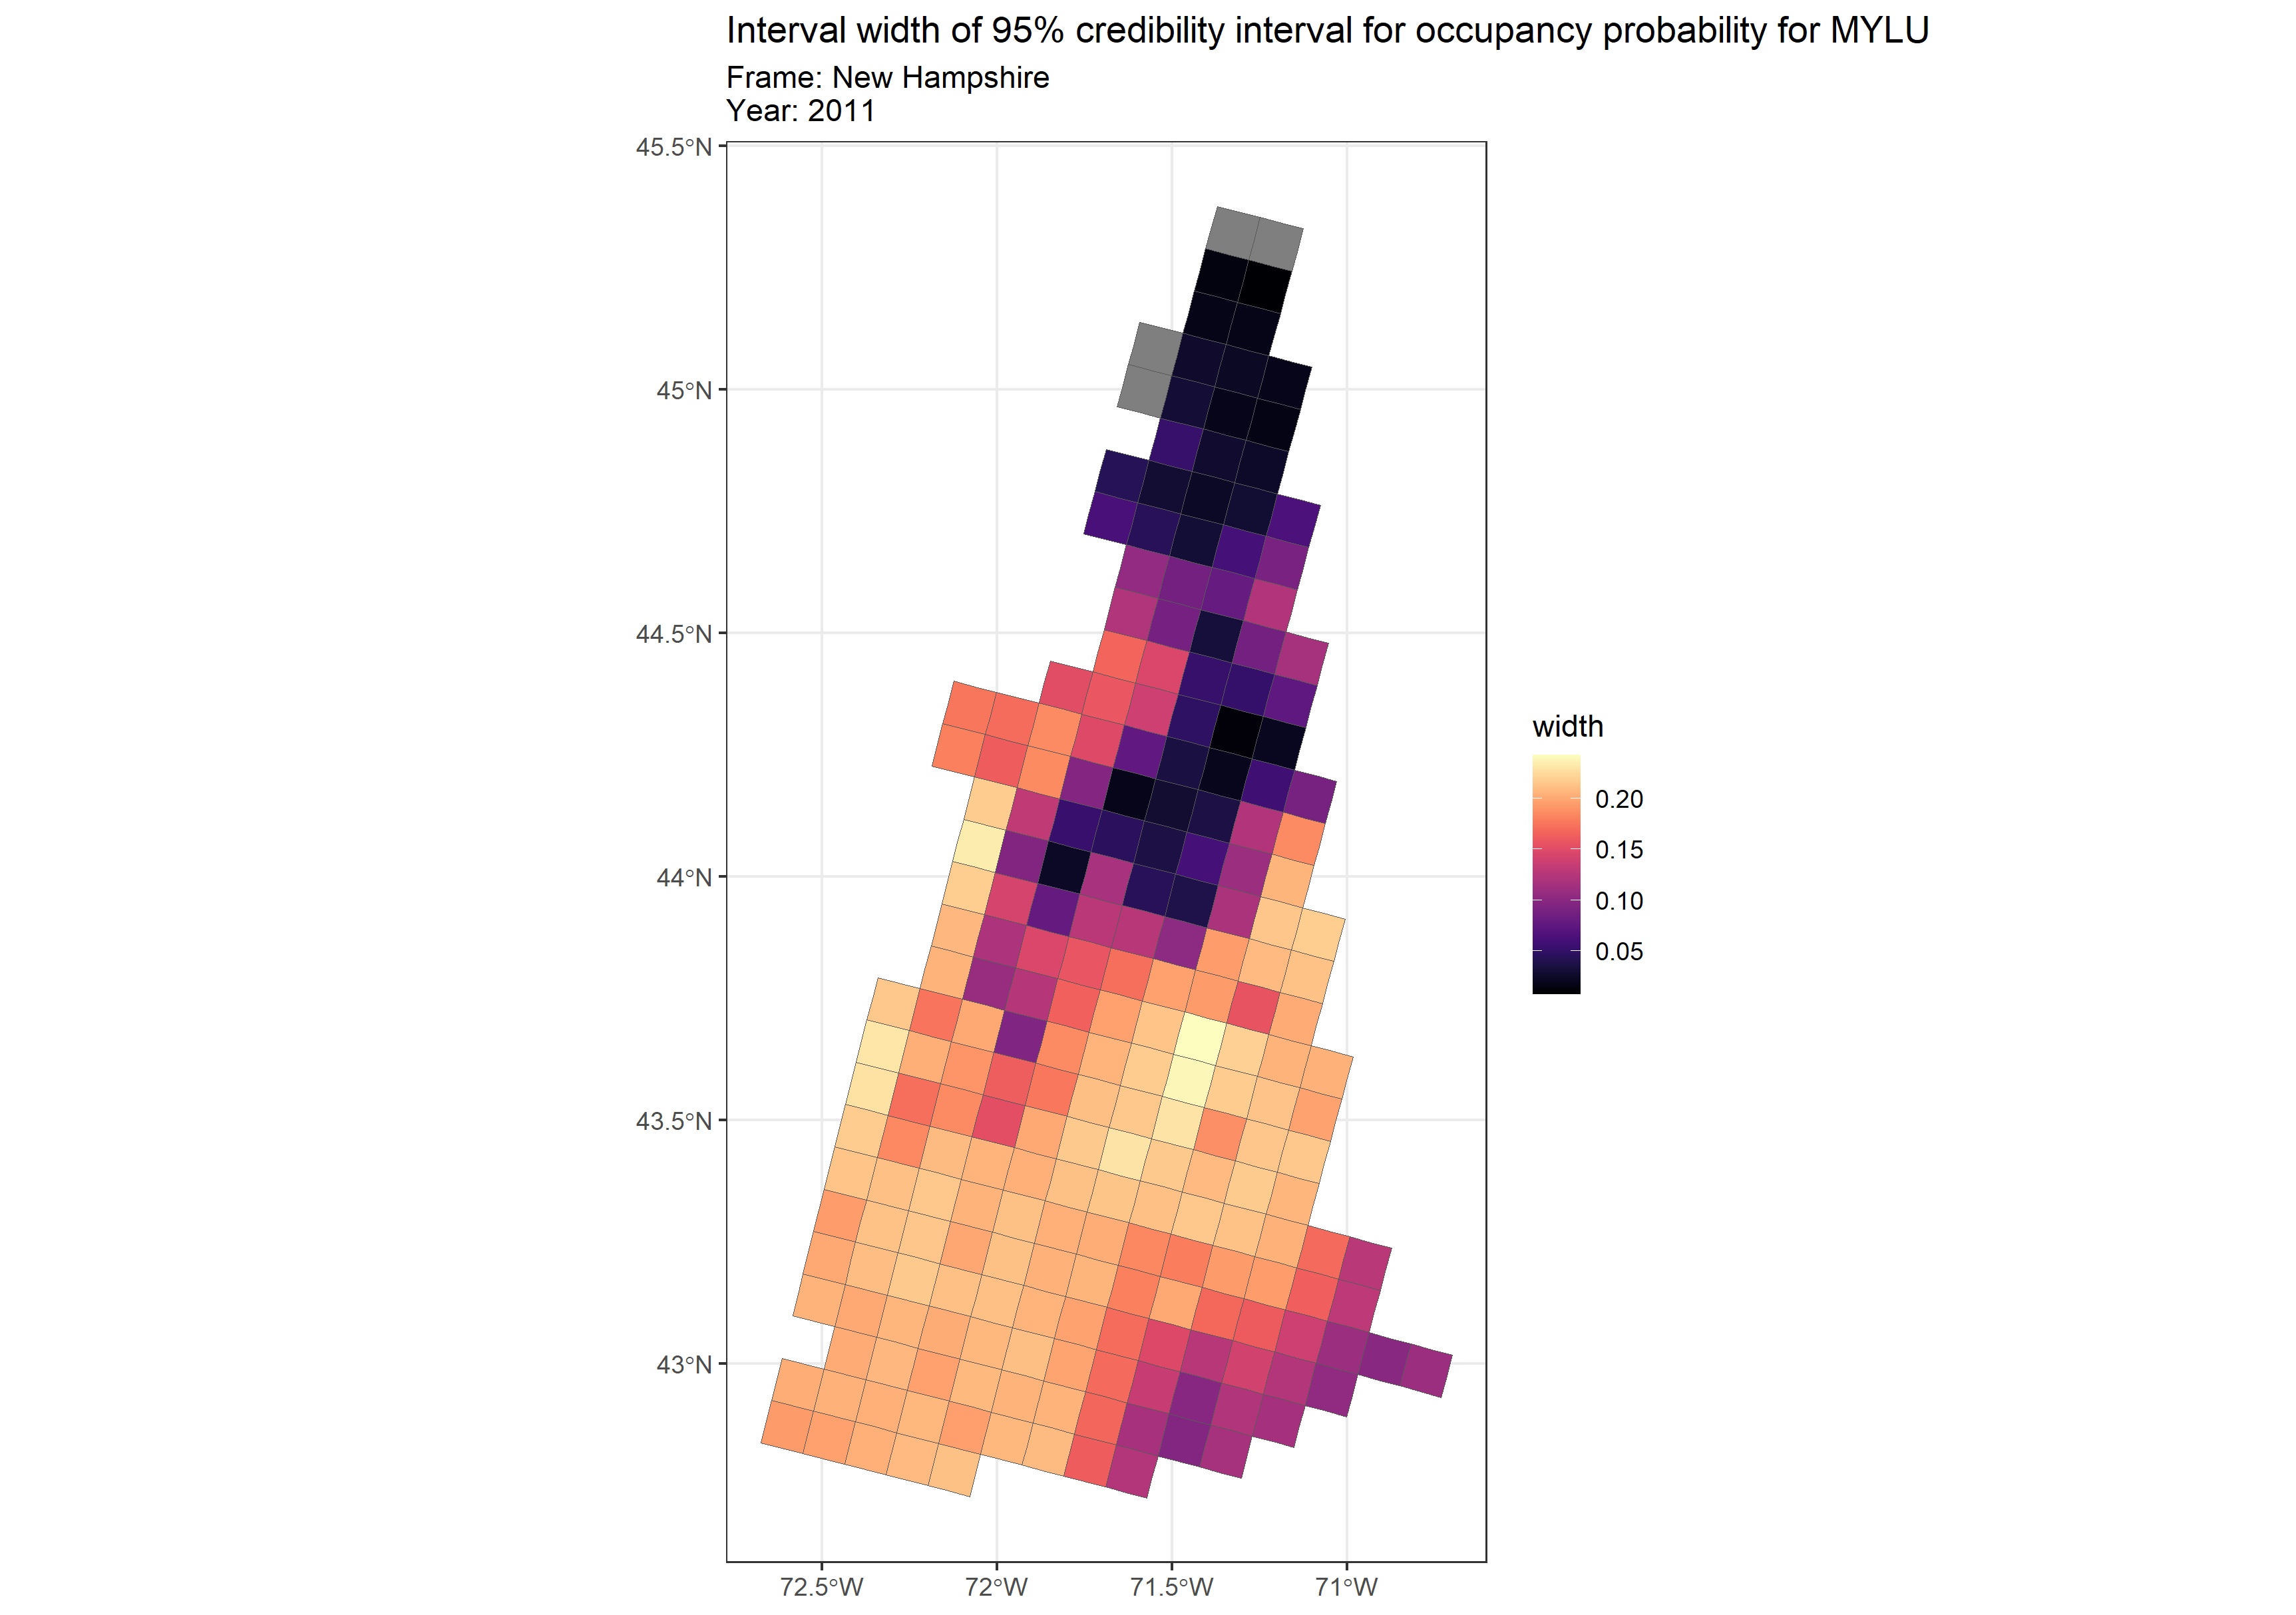 Interval width of 95% credibility interval for occupancy probability for MYLU
Frame: New Hampshire
Year: 2011
45.5°N
45°N
44.5°N
44°N
43.5°N
43°N
72.5°W
72°W
71.5°W
71°W
width
0.20
0.15
0.10
0.05